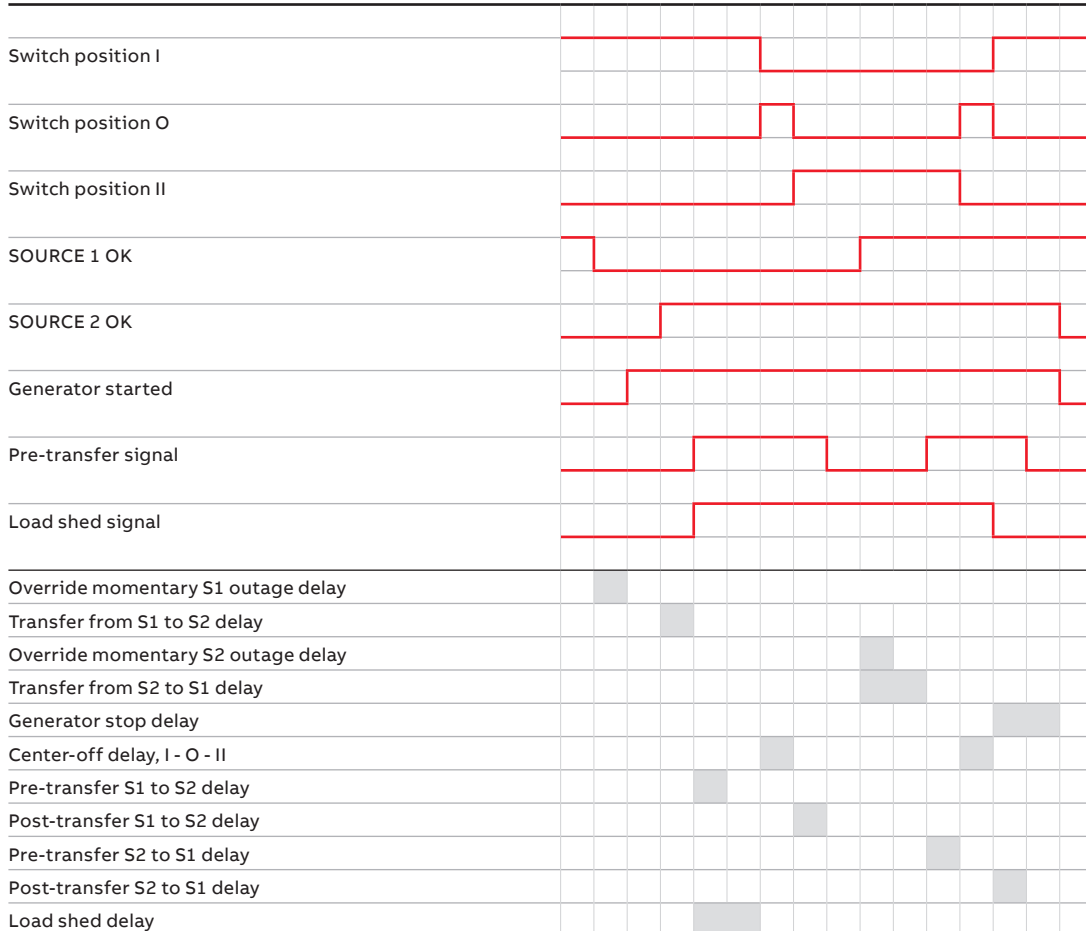 Switch position I
Switch position O
Switch position II
SOURCE 1 OK
SOURCE 2 OK
Generator started
Pre-transfer signal
Load shed signal
Override momentary S1 outage delay
Transfer from S1 to S2 delay
Override momentary S2 outage delay
Transfer from S2 to S1 delay
Generator stop delay
Center-off delay, I - O - II
Pre-transfer S1 to S2 delay
Post-transfer S1 to S2 delay
Pre-transfer S2 to S1 delay
Post-transfer S2 to S1 delay
Load shed delay